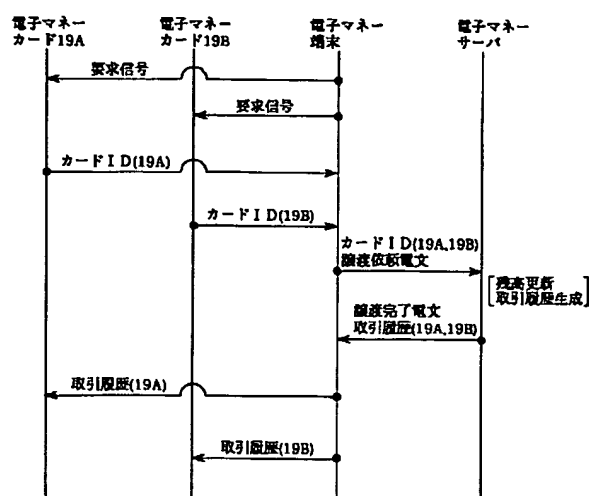 電子マネー
カード19A
電子マネー
カード19B
電子マネー
端末
電子マネー
サーバ
要求信号
要求信号
カードID(19A)
カードID(19B)
カードID(19A,19B)
譲渡依頼電文
残高更新
取引履歴生成
譲渡完了電文
取引履歴(19A,19B)
取引履歴(19A)
取引履歴(19B)